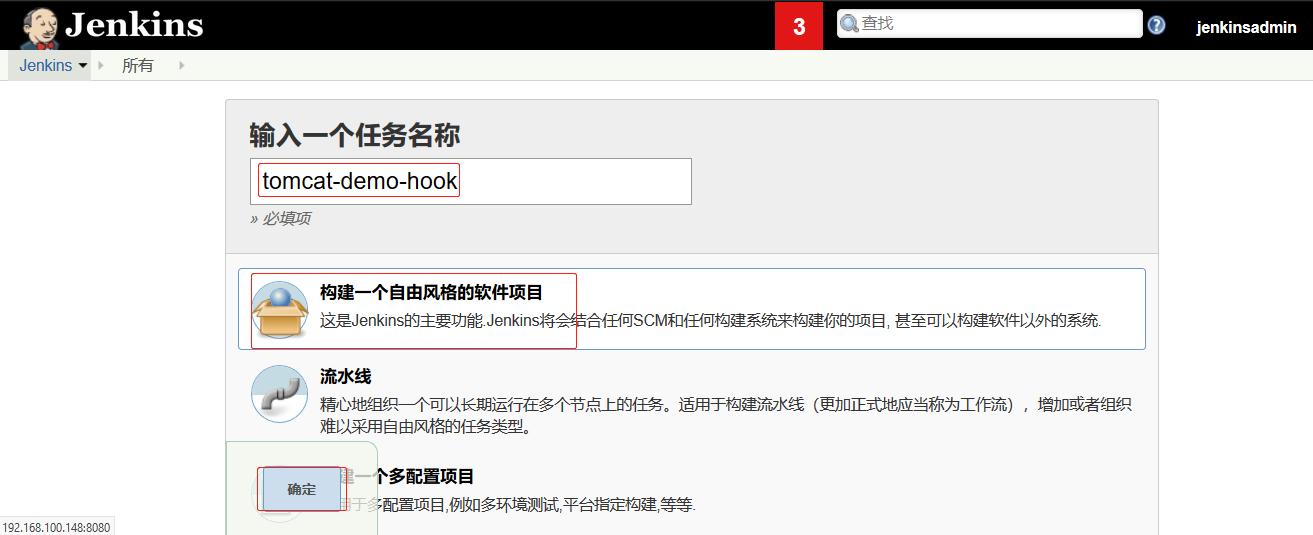 Jenkins
3
查找
jenkinsadmin
Jenkins
所有
输入一个任务名称
tomcat-demo-hook
» 必填项
构建一个自由风格的软件项目
这是Jenkins的主要功能.Jenkins将会结合任何SCM和任何构建系统来构建你的项目, 甚至可以构建软件以外的系统.
流水线
精心地组织一个可以长期运行在多个节点上的任务。适用于构建流水线（更加正式地应当称为工作流），增加或者组织
难以采用自由风格的任务类型。
建一个多配置项目
用于多配置项目,例如多环境测试,平台指定构建,等等.
确定
192.168.100.148:8080